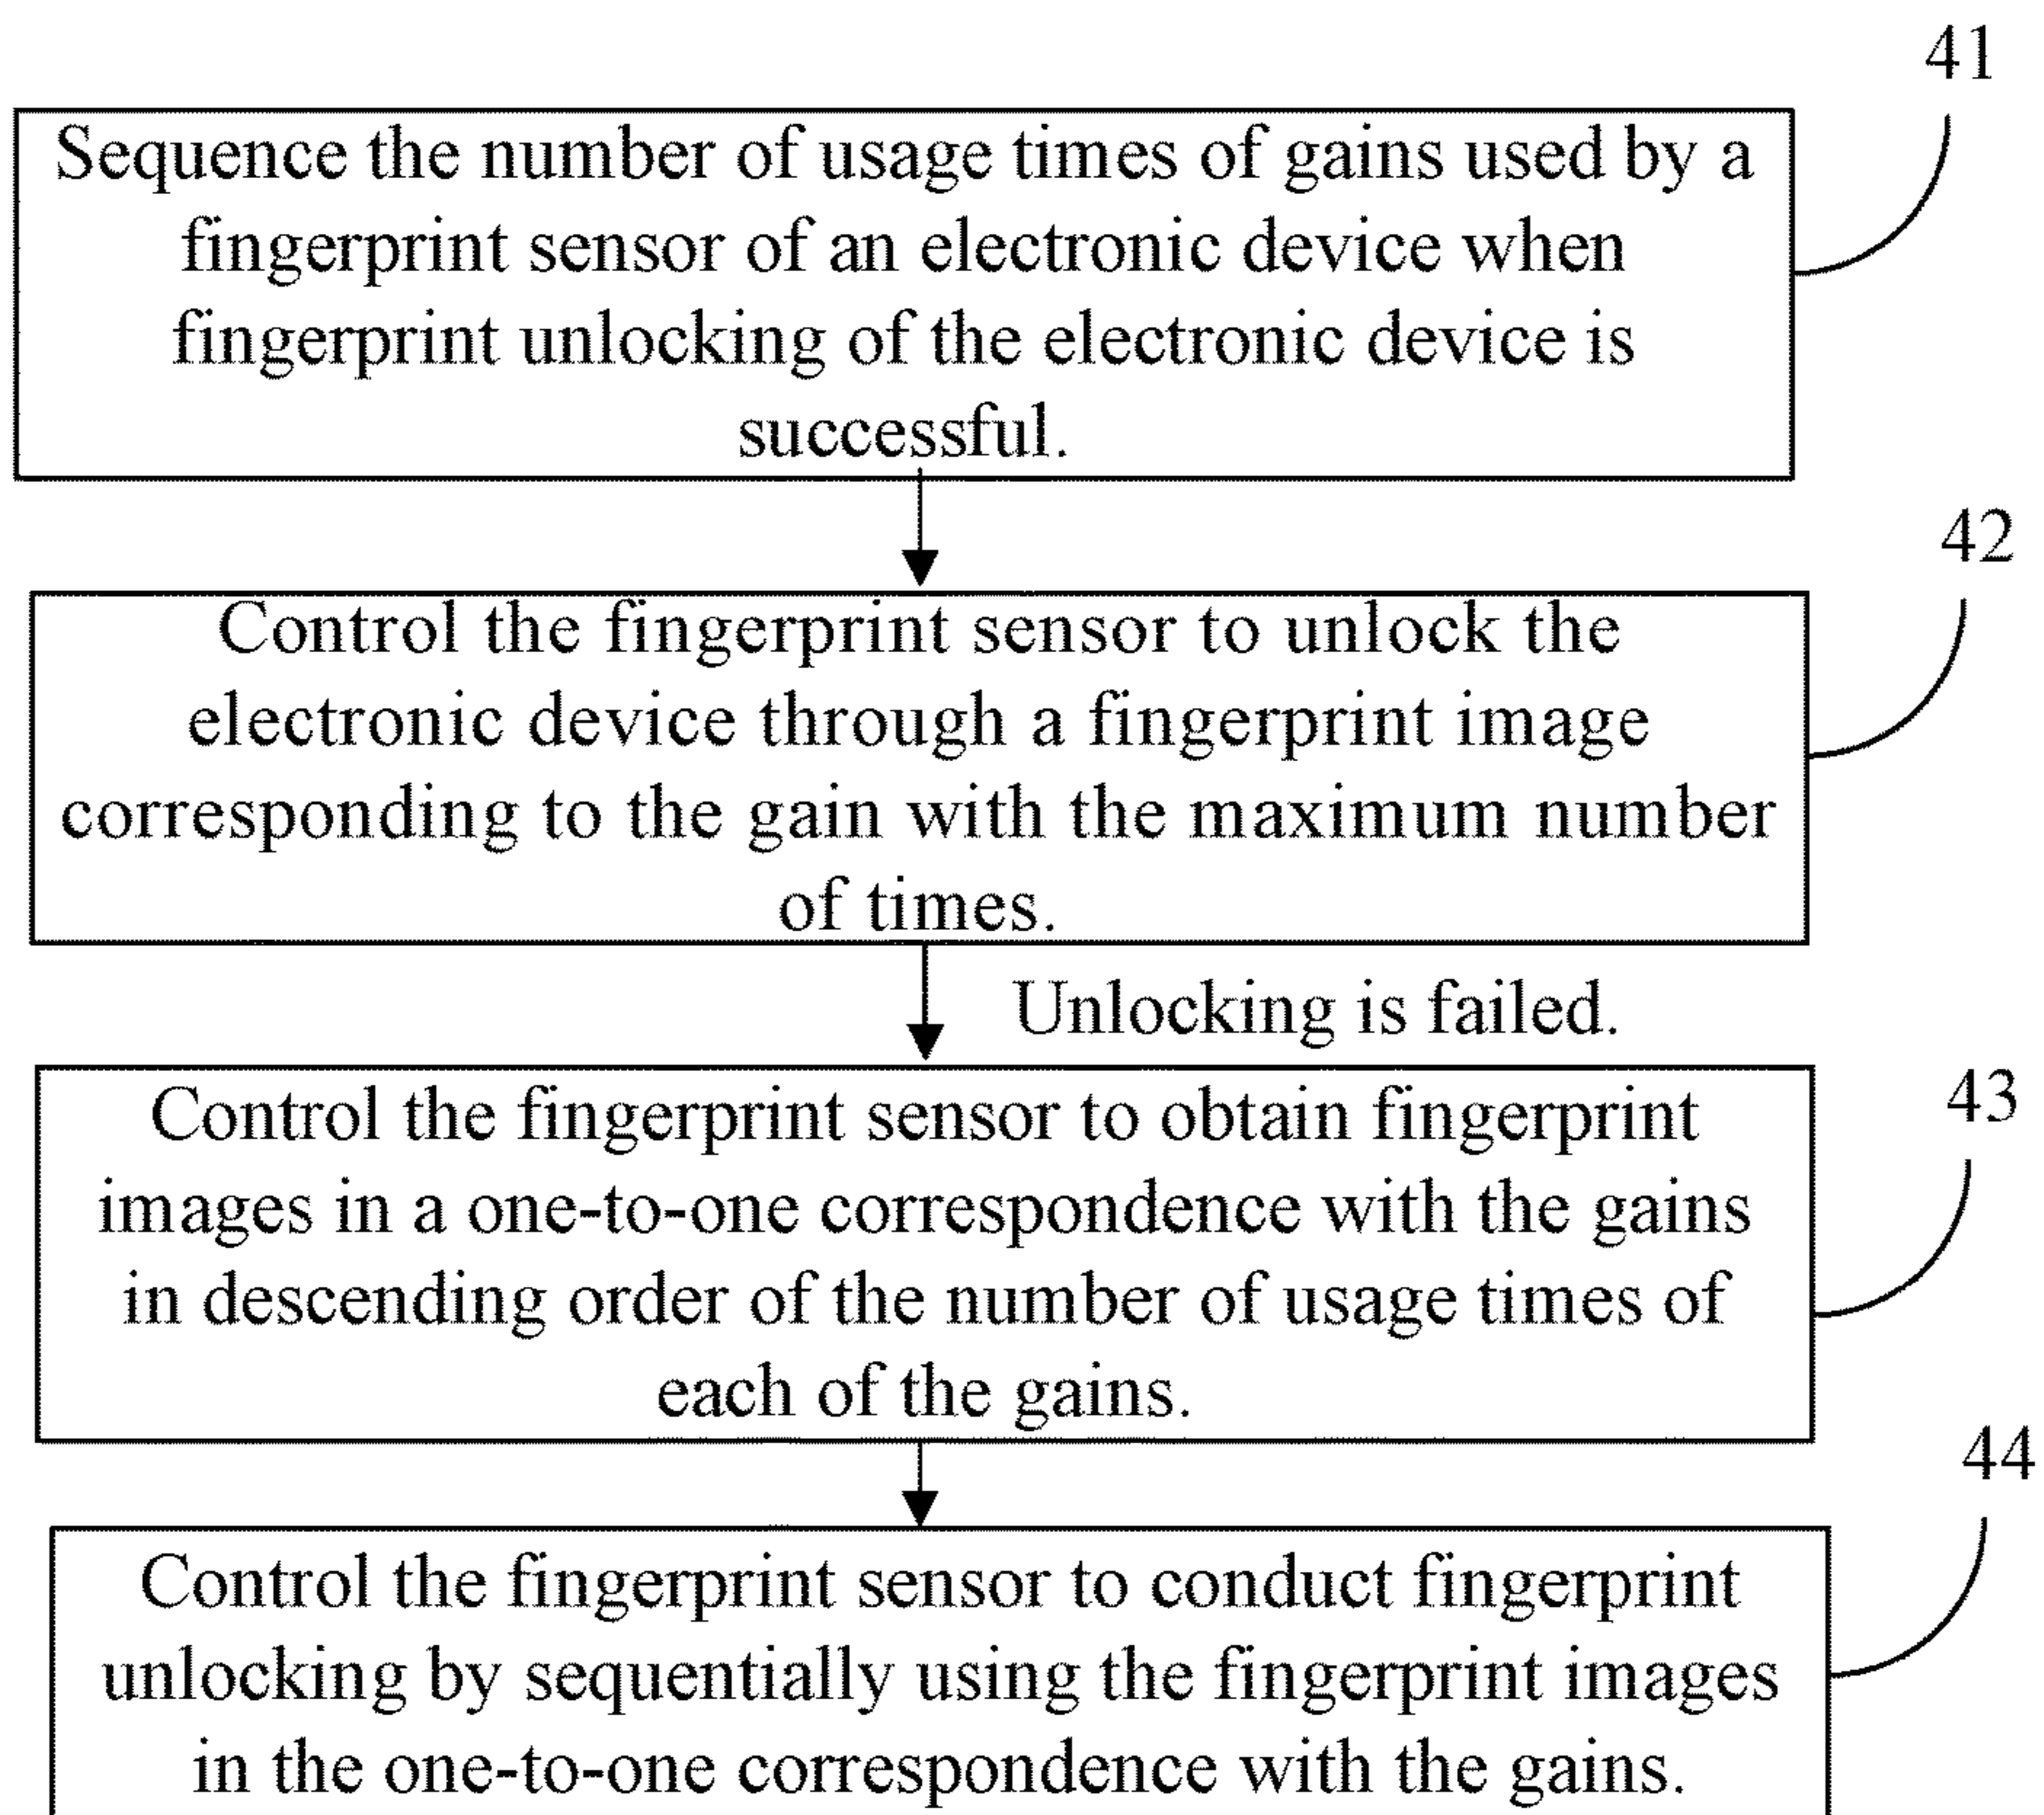 41
Sequence the number of usage times of gains used by a
fingerprint sensor of an electronic device when
fingerprint unlocking of the electronic device is
successful.
42
Control the fingerprint sensor to unlock the
electronic device through a fingerprint image
corresponding to the gain with the maximum number
of times.
Unlocking is failed.
43
Control the fingerprint sensor to obtain fingerprint
images in a one-to-one correspondence with the gains
in descending order of the number of usage times of
each of the gains.
44
Control the fingerprint sensor to conduct fingerprint
unlocking by sequentially using the fingerprint images
in the one-to-one correspondence with the gains.